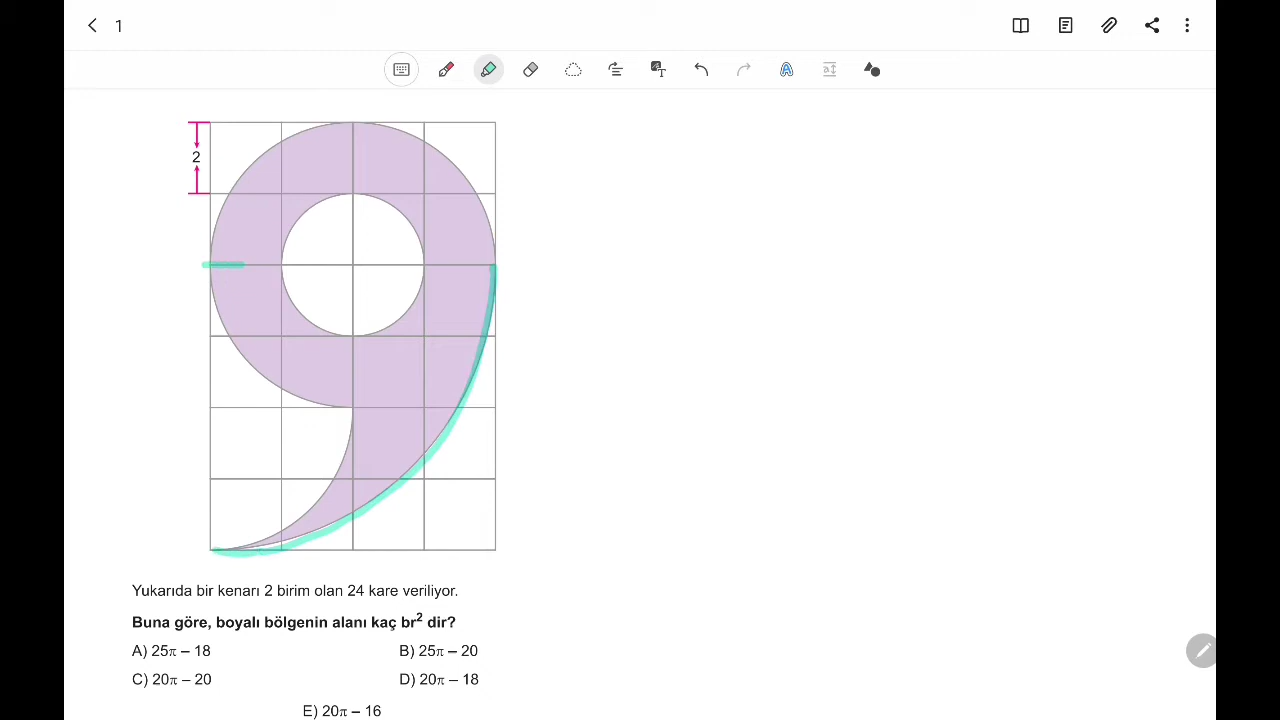 1
2
Yukarıda bir kenarı 2 birim olan 24 kare veriliyor.
Buna göre, boyalı bölgenin alanı kaç br² dir?
A) 25π – 18 B) 25π – 20
C) 20π – 20 D) 20π – 18
E) 20π – 16